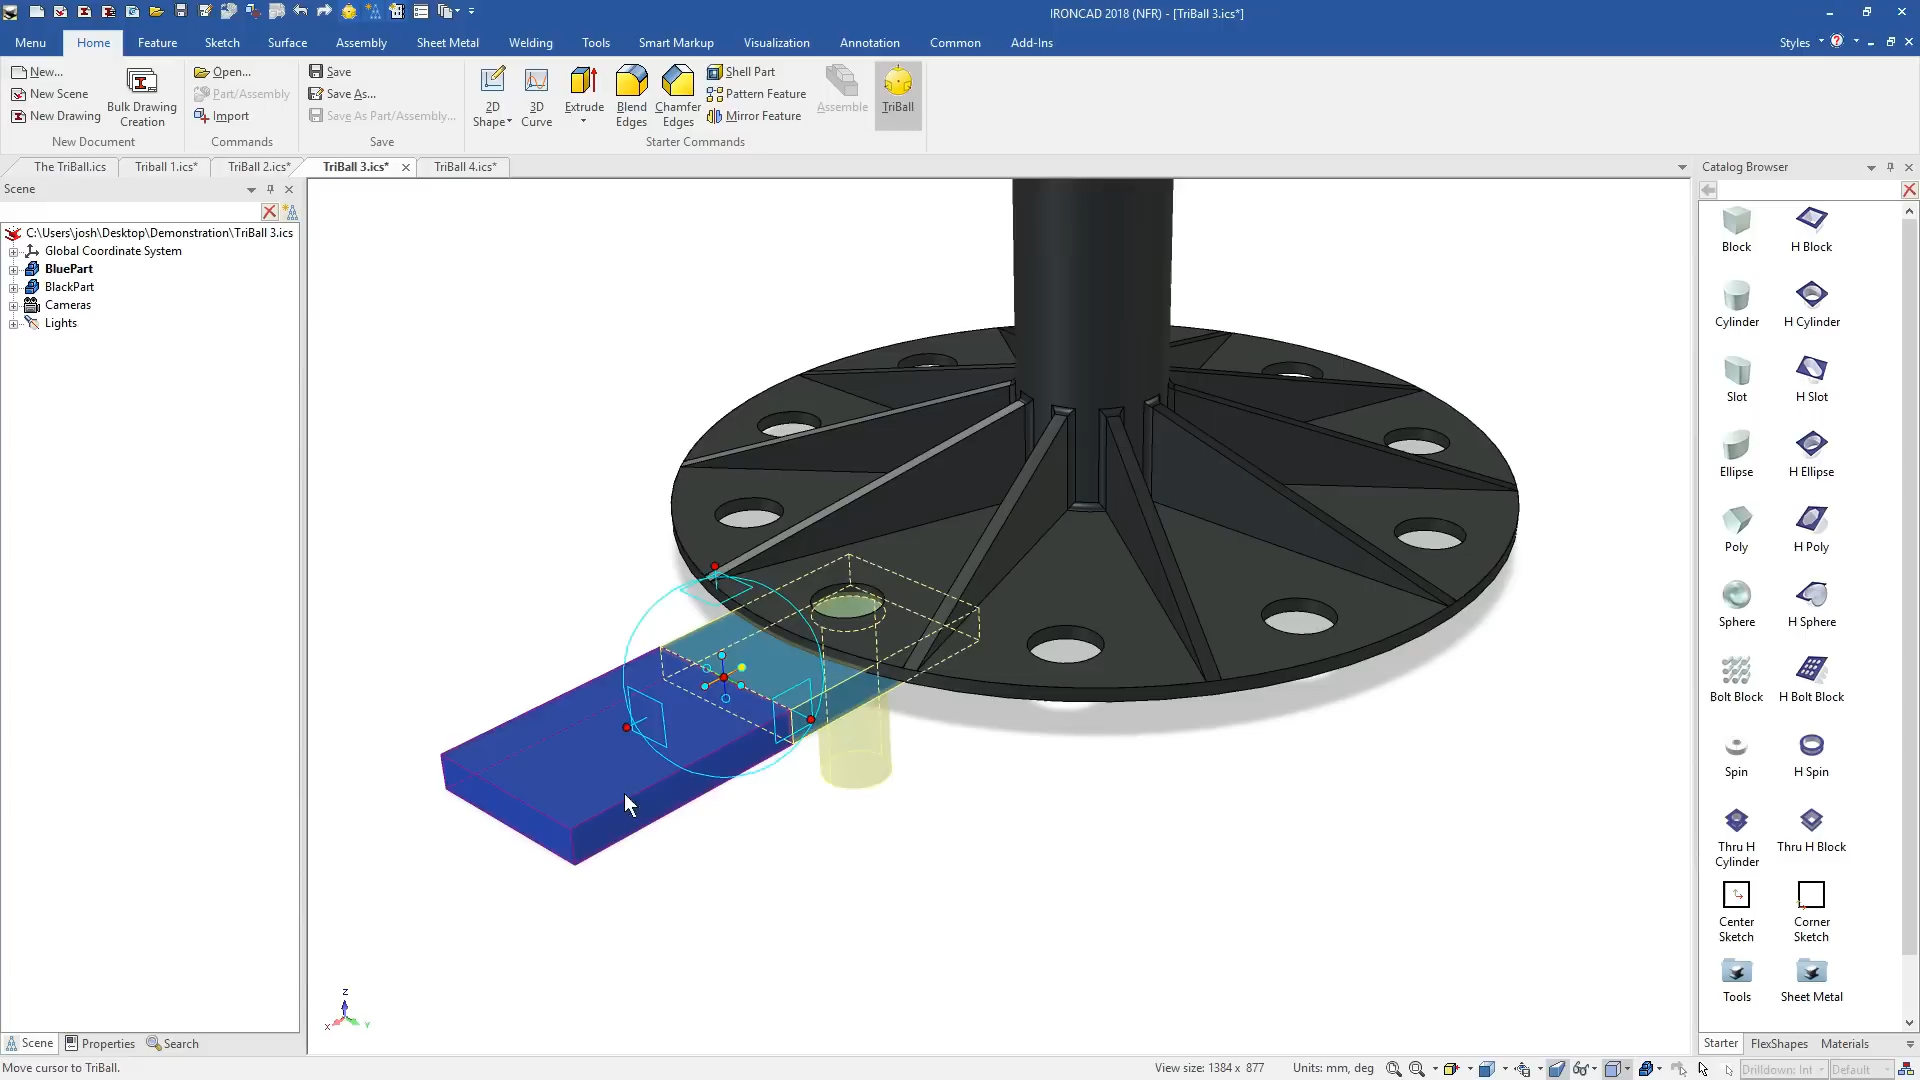 IRONCAD 2018 (NFR) - [TriBall 3.ics*]
Menu
Home
Feature
Sketch
Surface
Assembly
Sheet Metal
Welding
Tools
Smart Markup
Visualization
Annotation
Common
Add-Ins
Styles
New...
New Scene
New Drawing
Bulk Drawing
Creation
New Document
Open...
Part/Assembly
Import
Commands
Save
Save As...
Save As Part/Assembly...
Save
2D
Shape
3D
Curve
Extrude
Blend
Edges
Chamfer
Edges
Shell Part
Pattern Feature
Mirror Feature
Assemble
TriBall
Starter Commands
The TriBall.ics
Triball 1.ics*
TriBall 2.ics*
TriBall 3.ics*
TriBall 4.ics*
Scene
C:\Users\josh\Desktop\Demonstration\TriBall 3.ics
Global Coordinate System
BluePart
BlackPart
Cameras
Lights
Z
X
Y
Catalog Browser
Block
H Block
Cylinder
H Cylinder
Slot
H Slot
Ellipse
H Ellipse
Poly
H Poly
Sphere
H Sphere
Bolt Block
H Bolt Block
Spin
H Spin
Thru H
Cylinder
Thru H Block
Center
Sketch
Corner
Sketch
Tools
Sheet Metal
Scene
Properties
Search
Starter
FlexShapes
Materials
Move cursor to TriBall.
View size: 1384 x 877
Units: mm, deg
Drilldown: Int
Default